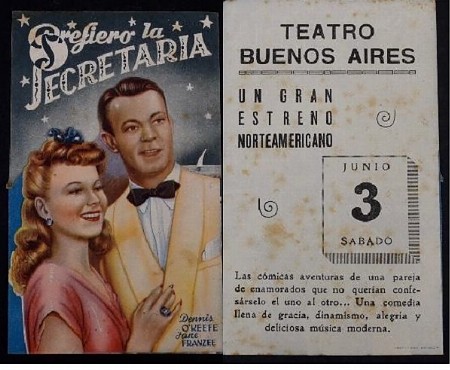 Prefiero la
SECRETARIA
Dennis
O'KEEFE
Jane
FRANZEE
TEATRO
BUENOS AIRES
UN GRAN
ESTRENO
NORTEAMERICANO
JUNIO
3
SABADO
Las cómicas aventuras de una pareja
de enamorados que no querían confe-
sárselo el uno al otro... Una comedia
llena de gracia, dinamismo, alegría y
deliciosa música moderna.